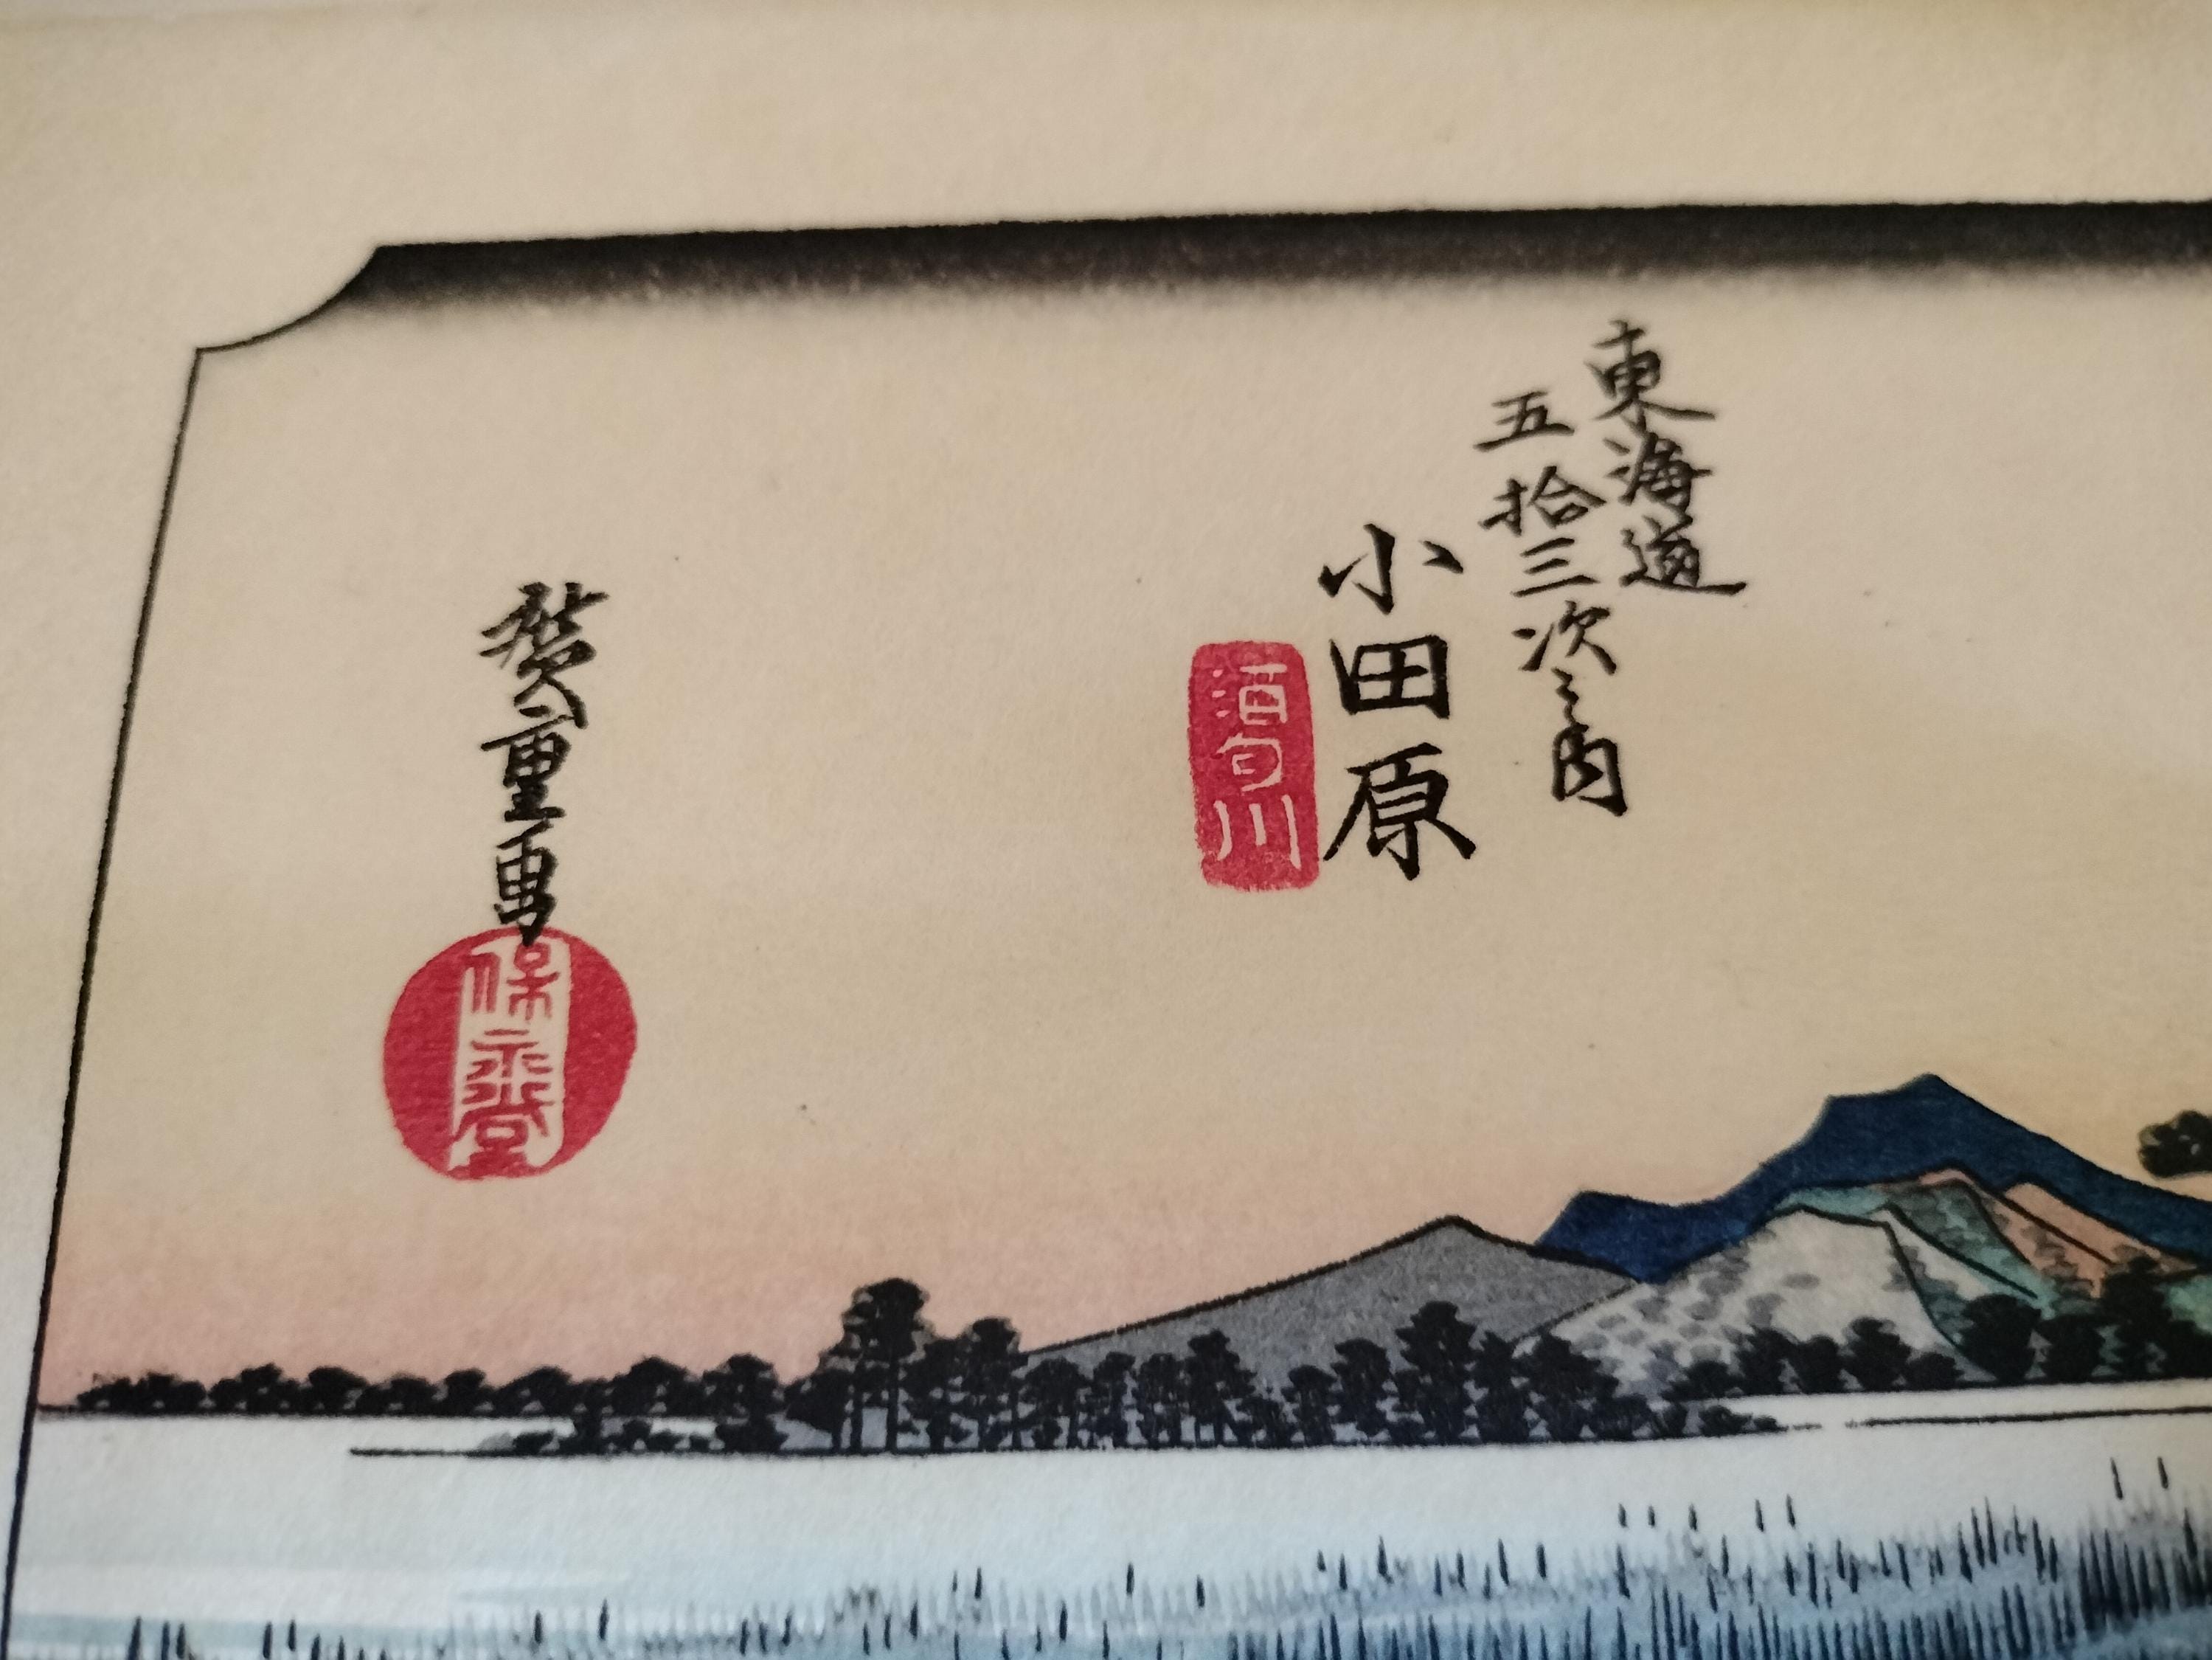 東海道
五拾三次之内
小田原
酒匂川
廣重画
保永堂